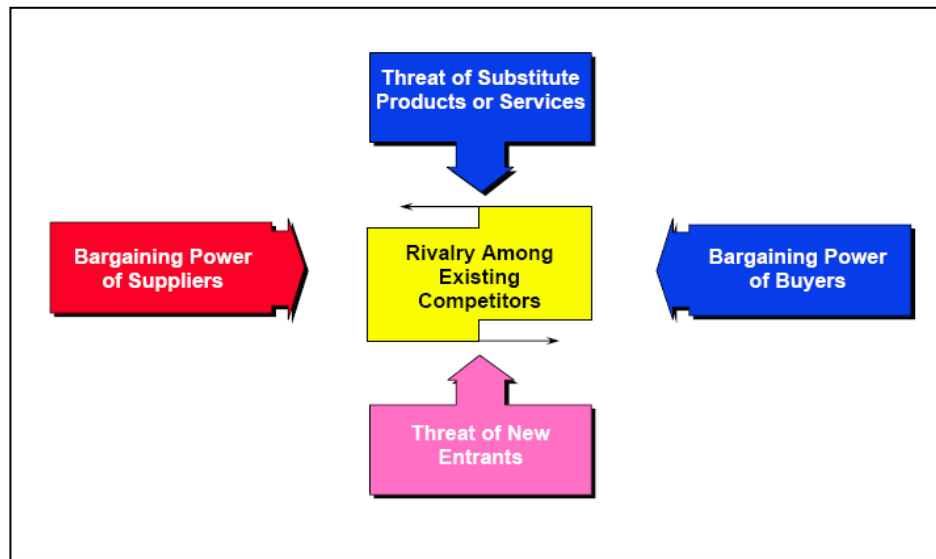 Threat of Substitute
Products or Services
Bargaining Power
of Suppliers
Rivalry Among
Existing
Competitors
Bargaining Power
of Buyers
Threat of New
Entrants